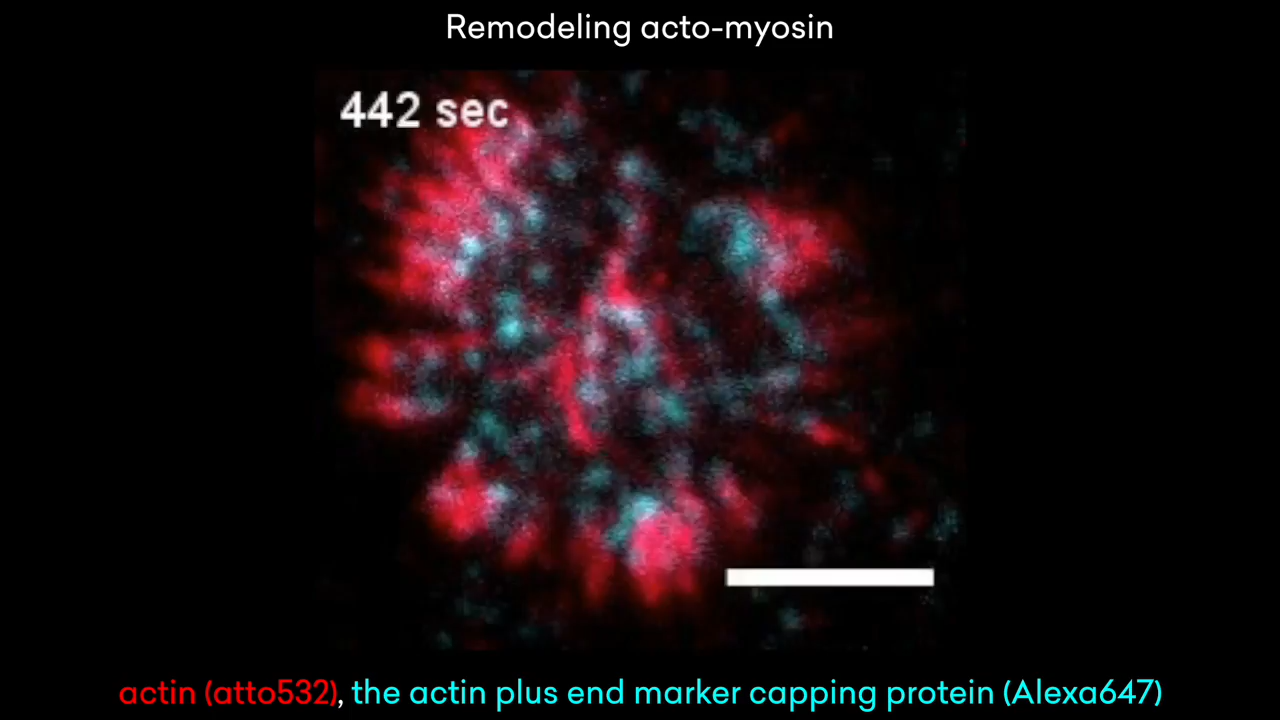 Remodeling acto-myosin
442 sec
actin (atto532), the actin plus end marker capping protein (Alexa647)